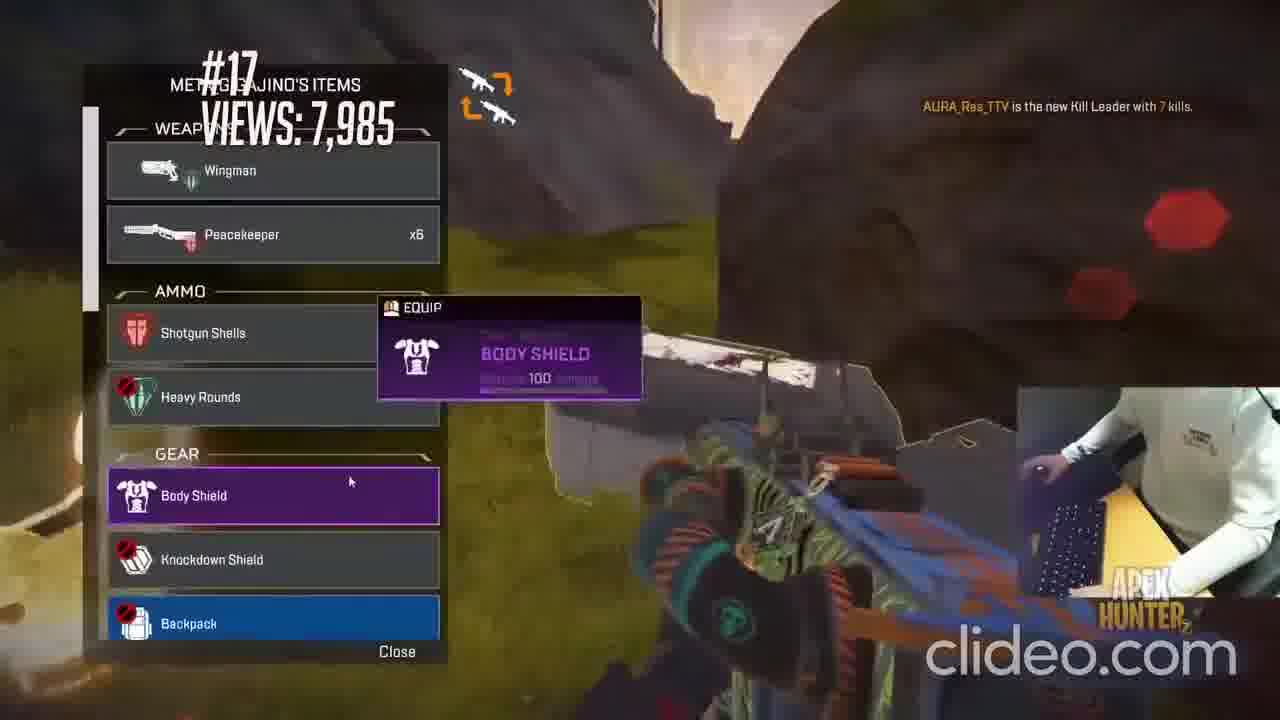 #17
VIEWS: 7,985
ITEMS
WEAPONS
Wingman
Peacekeeper x6
AMMO
Shotgun Shells
Heavy Rounds
GEAR
Body Shield
Knockdown Shield
Backpack
Close
EQUIP
BODY SHIELD
100
AURA_Ras_TTV is the new Kill Leader with 7 kills.
APEX
HUNTER
clideo.com